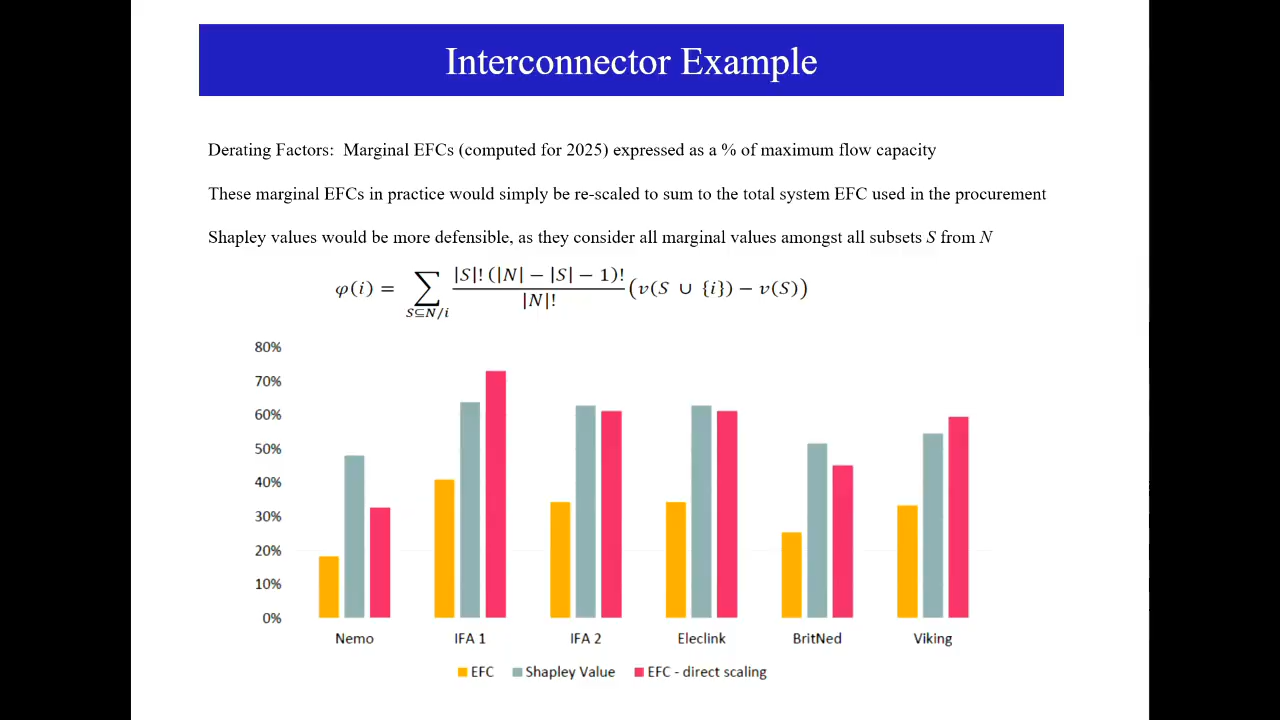 Interconnector Example
Derating Factors:  Marginal EFCs (computed for 2025) expressed as a % of maximum flow capacity
These marginal EFCs in practice would simply be re-scaled to sum to the total system EFC used in the procurement
Shapley values would be more defensible, as they consider all marginal values amongst all subsets S from N
φ(i) = ∑_{S⊆N/i} |S|! (|N| − |S| − 1)! / |N|! (v(S ∪ {i}) − v(S))
80%
70%
60%
50%
40%
30%
20%
10%
0%
Nemo IFA 1 IFA 2 Eleclink BritNed Viking
EFC Shapley Value EFC - direct scaling